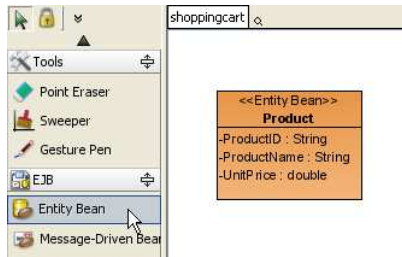 shoppingcart
Tools
Point Eraser
Sweeper
Gesture Pen
EJB
Entity Bean
Message-Driven Bear
<<Entity Bean>>
Product
-ProductID : String
-ProductName : String
-UnitPrice : double